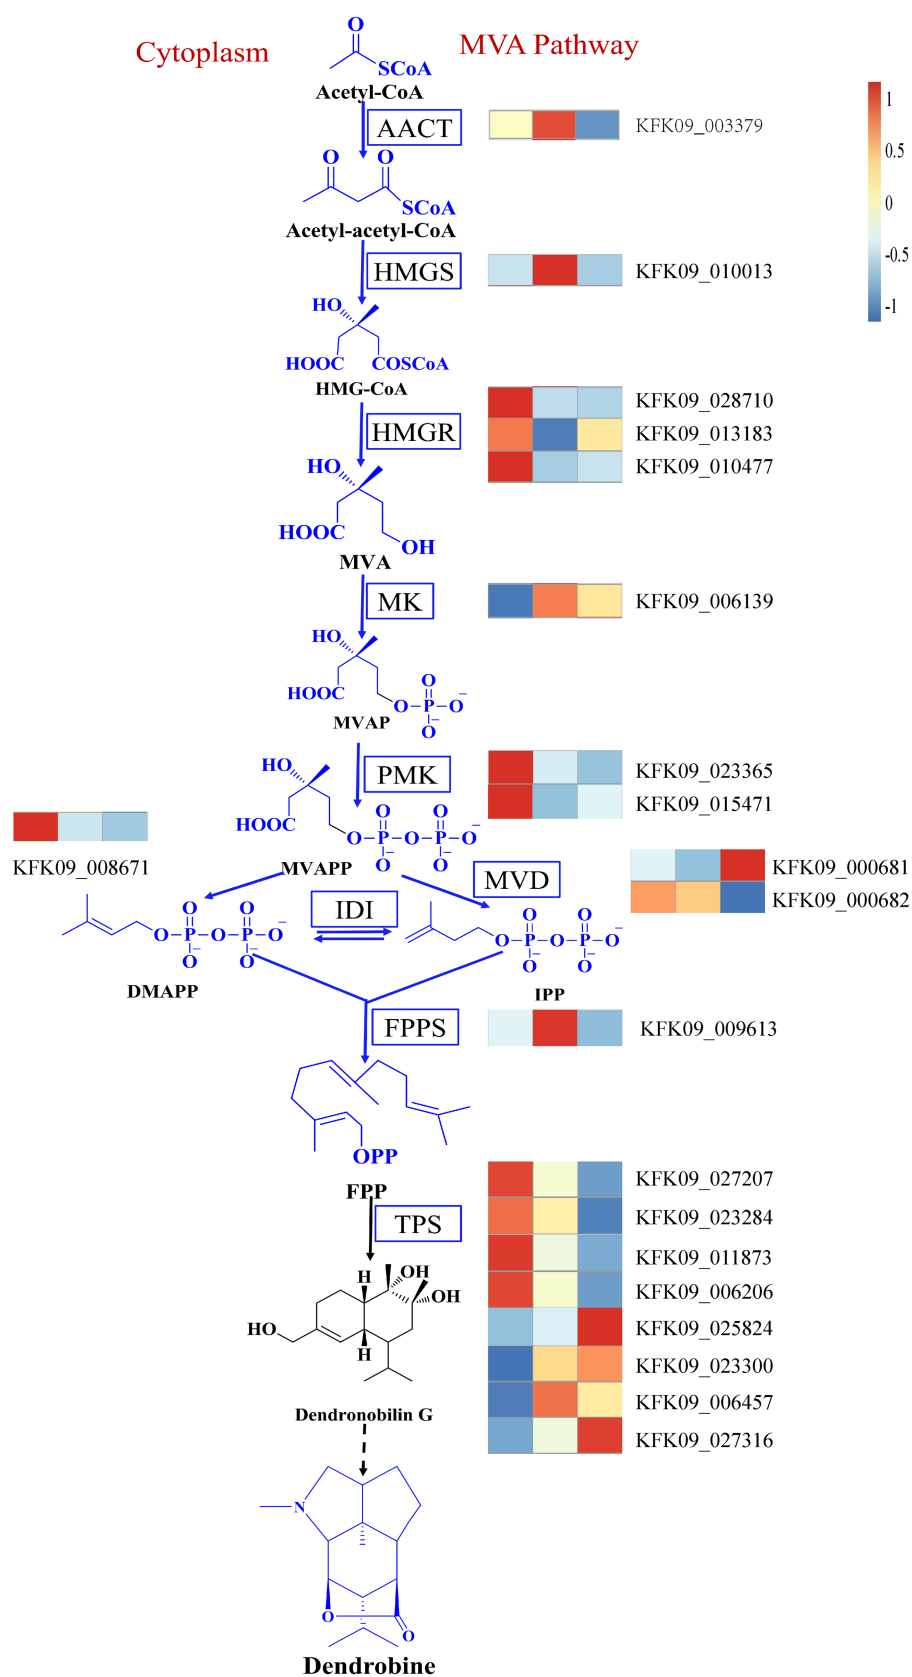 Cytoplasm
MVA Pathway
O
SCoA
Acetyl-CoA
AACT
KFK09_003379
1
0.5
0
-0.5
-1
O O
SCoA
Acetyl-acetyl-CoA
HMGS
KFK09_010013
HO
HOOC COSCoA
HMG-CoA
HMGR
KFK09_028710
KFK09_013183
KFK09_010477
HO
HOOC
OH
MVA
MK
KFK09_006139
HO
HOOC
O
O–P–O−
O−
MVAP
PMK
KFK09_023365
KFK09_015471
HO
HOOC
O O
O–P–O–P–O−
O− O−
MVAPP
KFK09_008671
MVD
KFK09_000681
KFK09_000682
IDI
O O
O–P–O–P–O−
O− O−
DMAPP
O O
O–P–O–P–O−
O− O−
IPP
FPPS
KFK09_009613
OPP
FPP
TPS
KFK09_027207
KFK09_023284
KFK09_011873
KFK09_006206
KFK09_025824
KFK09_023300
KFK09_006457
KFK09_027316
H OH
OH
HO
H
Dendronobilin G
N
O
O
Dendrobine